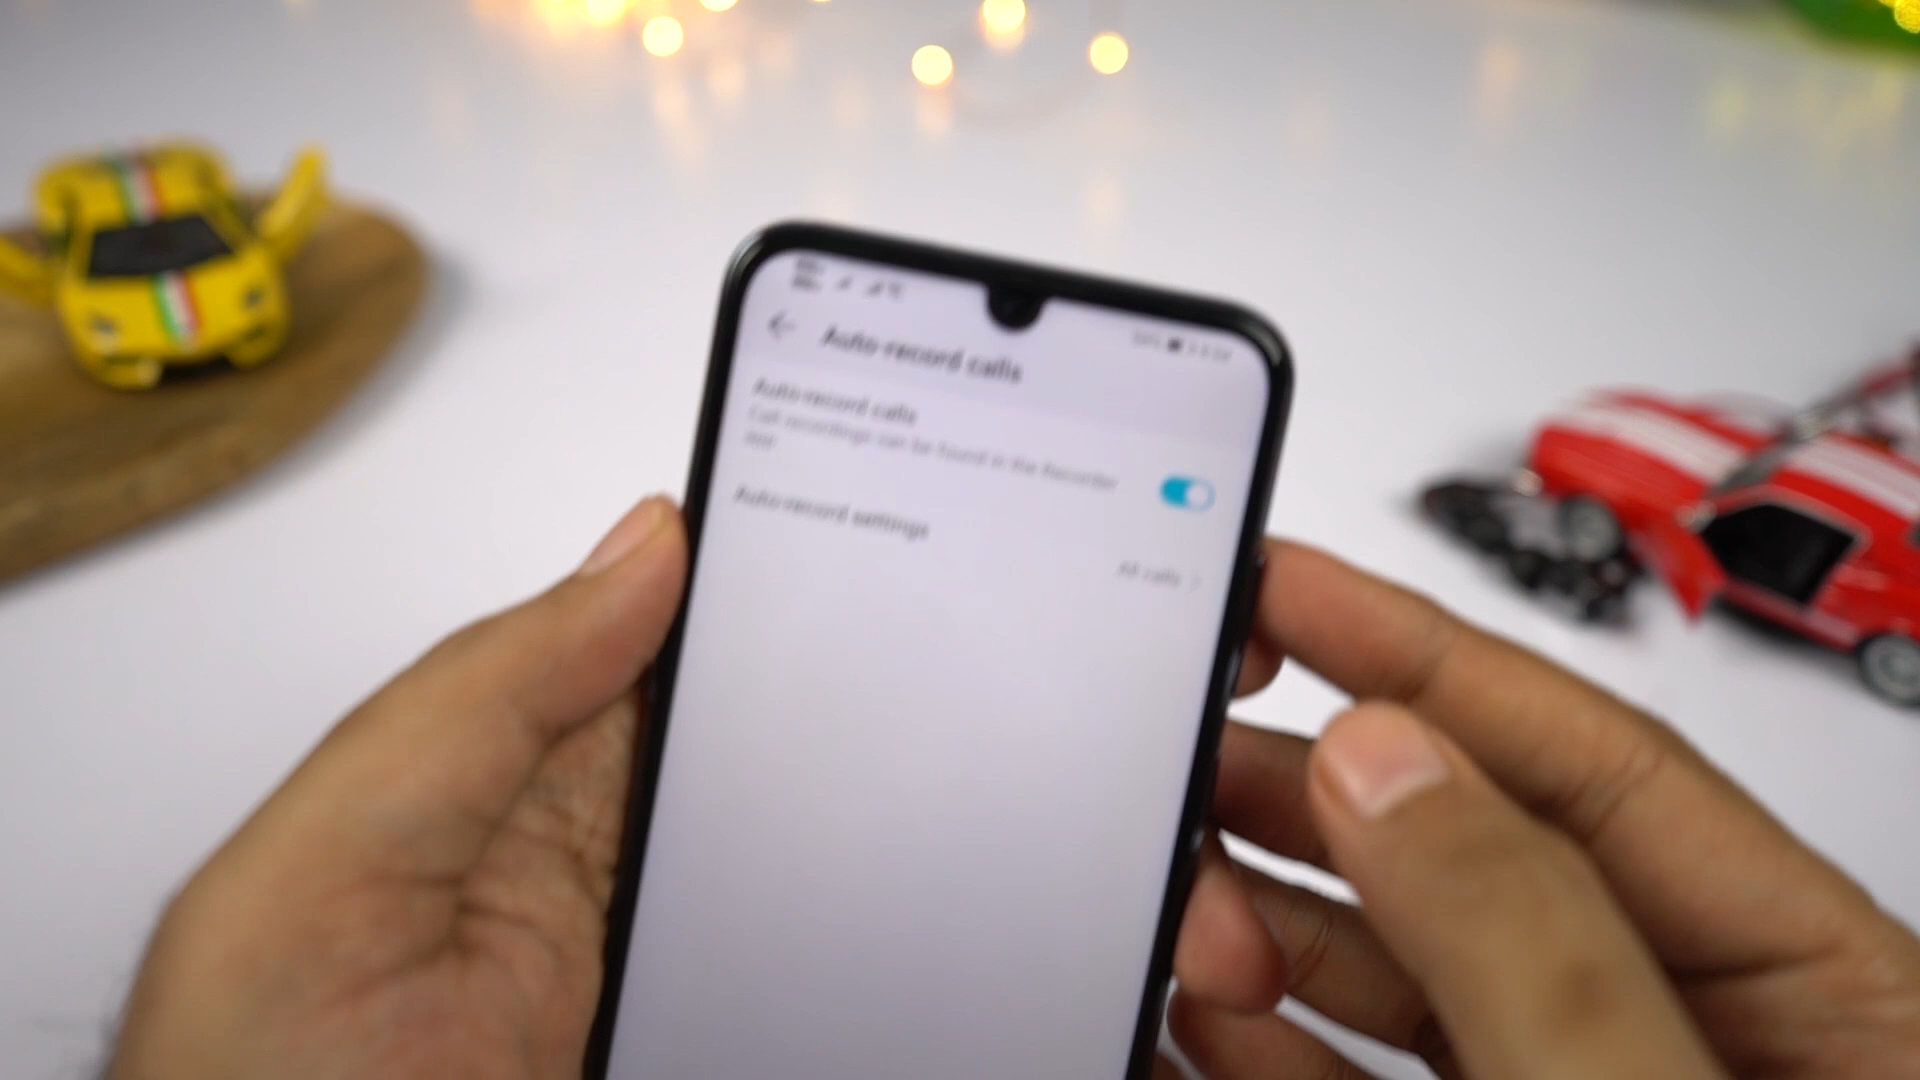 Auto-record calls
Auto-record calls
Call recordings can be found in the Recorder
app
Auto-record settings
All calls